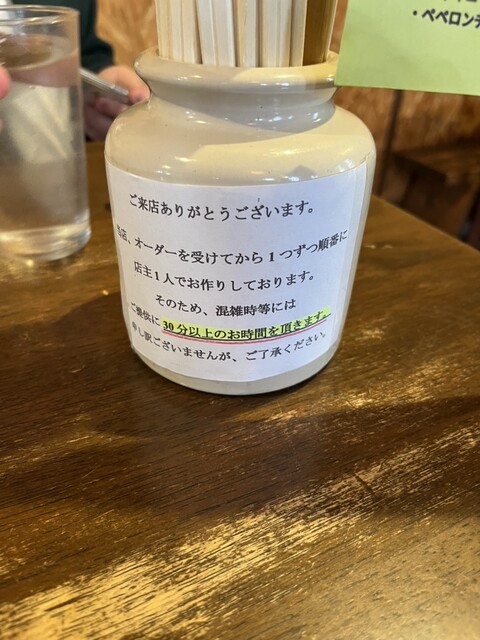 ・ペペロン
ご来店ありがとうございます。
店、オーダーを受けてから1つずつ順番に
店主1人でお作りしております。
そのため、混雑時等には
ご提供に30分以上のお時間を頂きます。
申し訳ございませんが、ご了承ください。